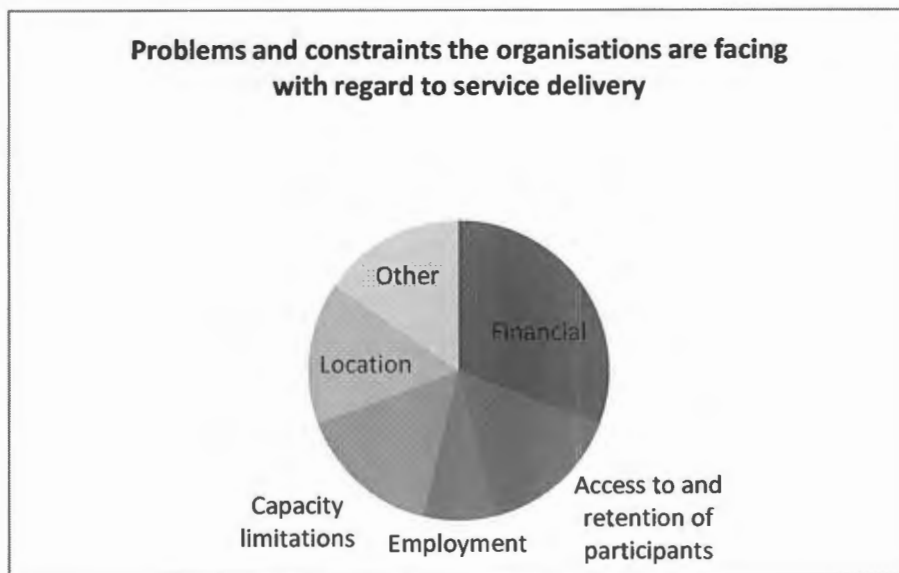 Problems and constraints the organisations are facing
with regard to service delivery
Other
Financial
Location
Access to and
retention of
participants
Capacity
limitations
Employment